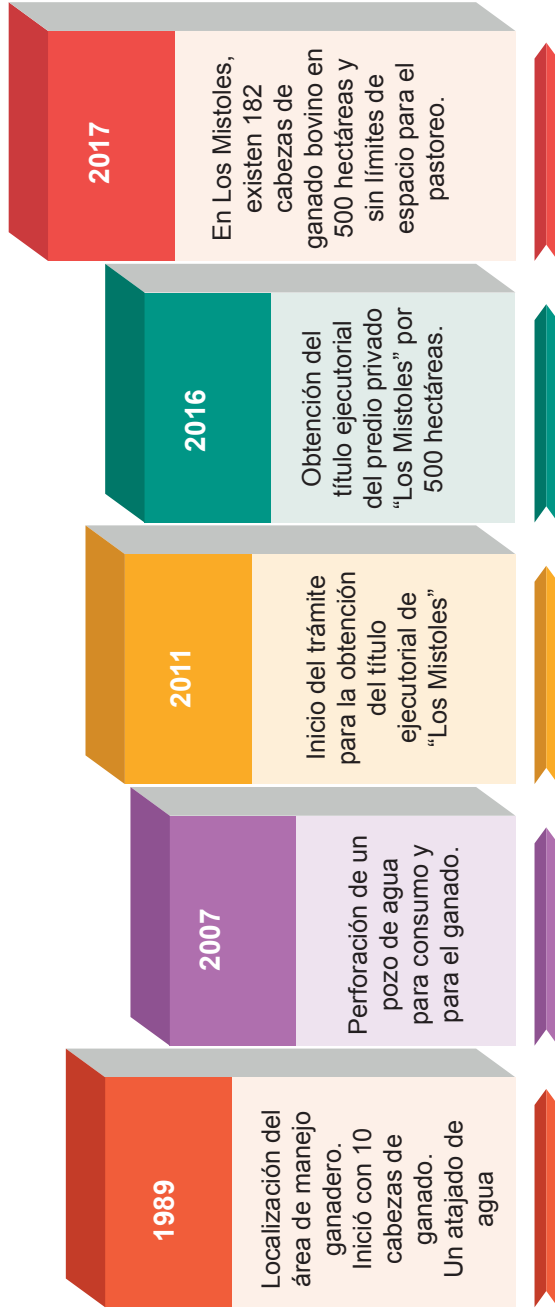 1989
Localización del
área de manejo
ganadero.
Inició con 10
cabezas de
ganado.
Un atajado de
agua
2007
Perforación de un
pozo de agua
para consumo y
para el ganado.
2011
Inicio del trámite
para la obtención
del título
ejecutorial de
“Los Mistoles”
2016
Obtención del
título ejecutorial
del predio privado
“Los Mistoles” por
500 hectáreas.
2017
En Los Mistoles,
existen 182
cabezas de
ganado bovino en
500 hectáreas y
sin límites de
espacio para el
pastoreo.